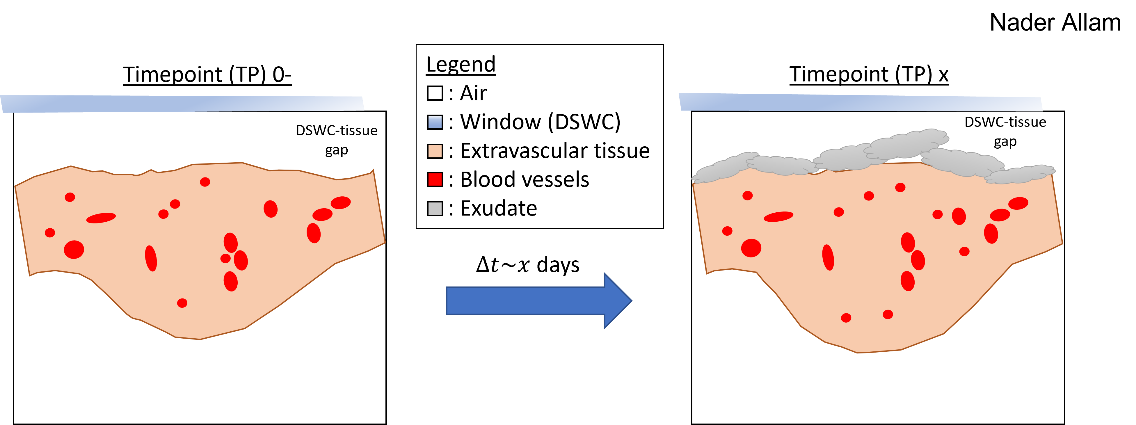 Nader Allam
Timepoint (TP) 0-
DSWC-tissue
gap
Legend
: Air
: Window (DSWC)
: Extravascular tissue
: Blood vessels
: Exudate
Δt~x days
Timepoint (TP) x
DSWC-tissue
gap